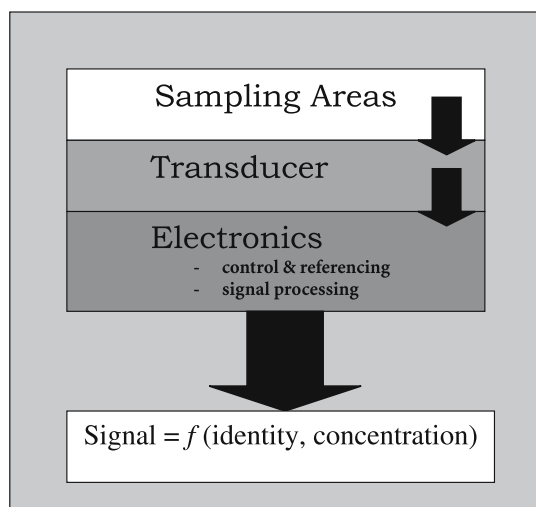 Sampling Areas
Transducer
Electronics
- control & referencing
- signal processing
Signal = f (identity, concentration)